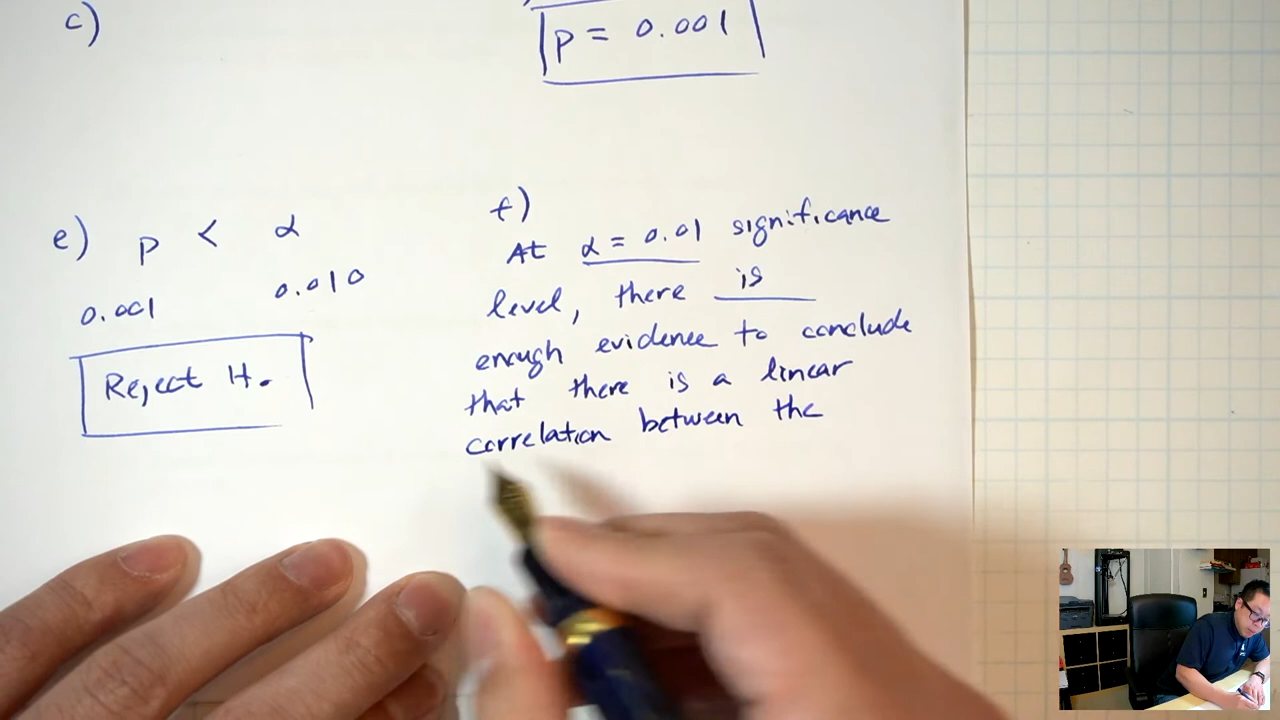 c)
p = 0.001
e) p < α
0.001 0.010
Reject H.
f)
At α = 0.01 significance
level, there is
enough evidence to conclude
that there is a linear
correlation between the